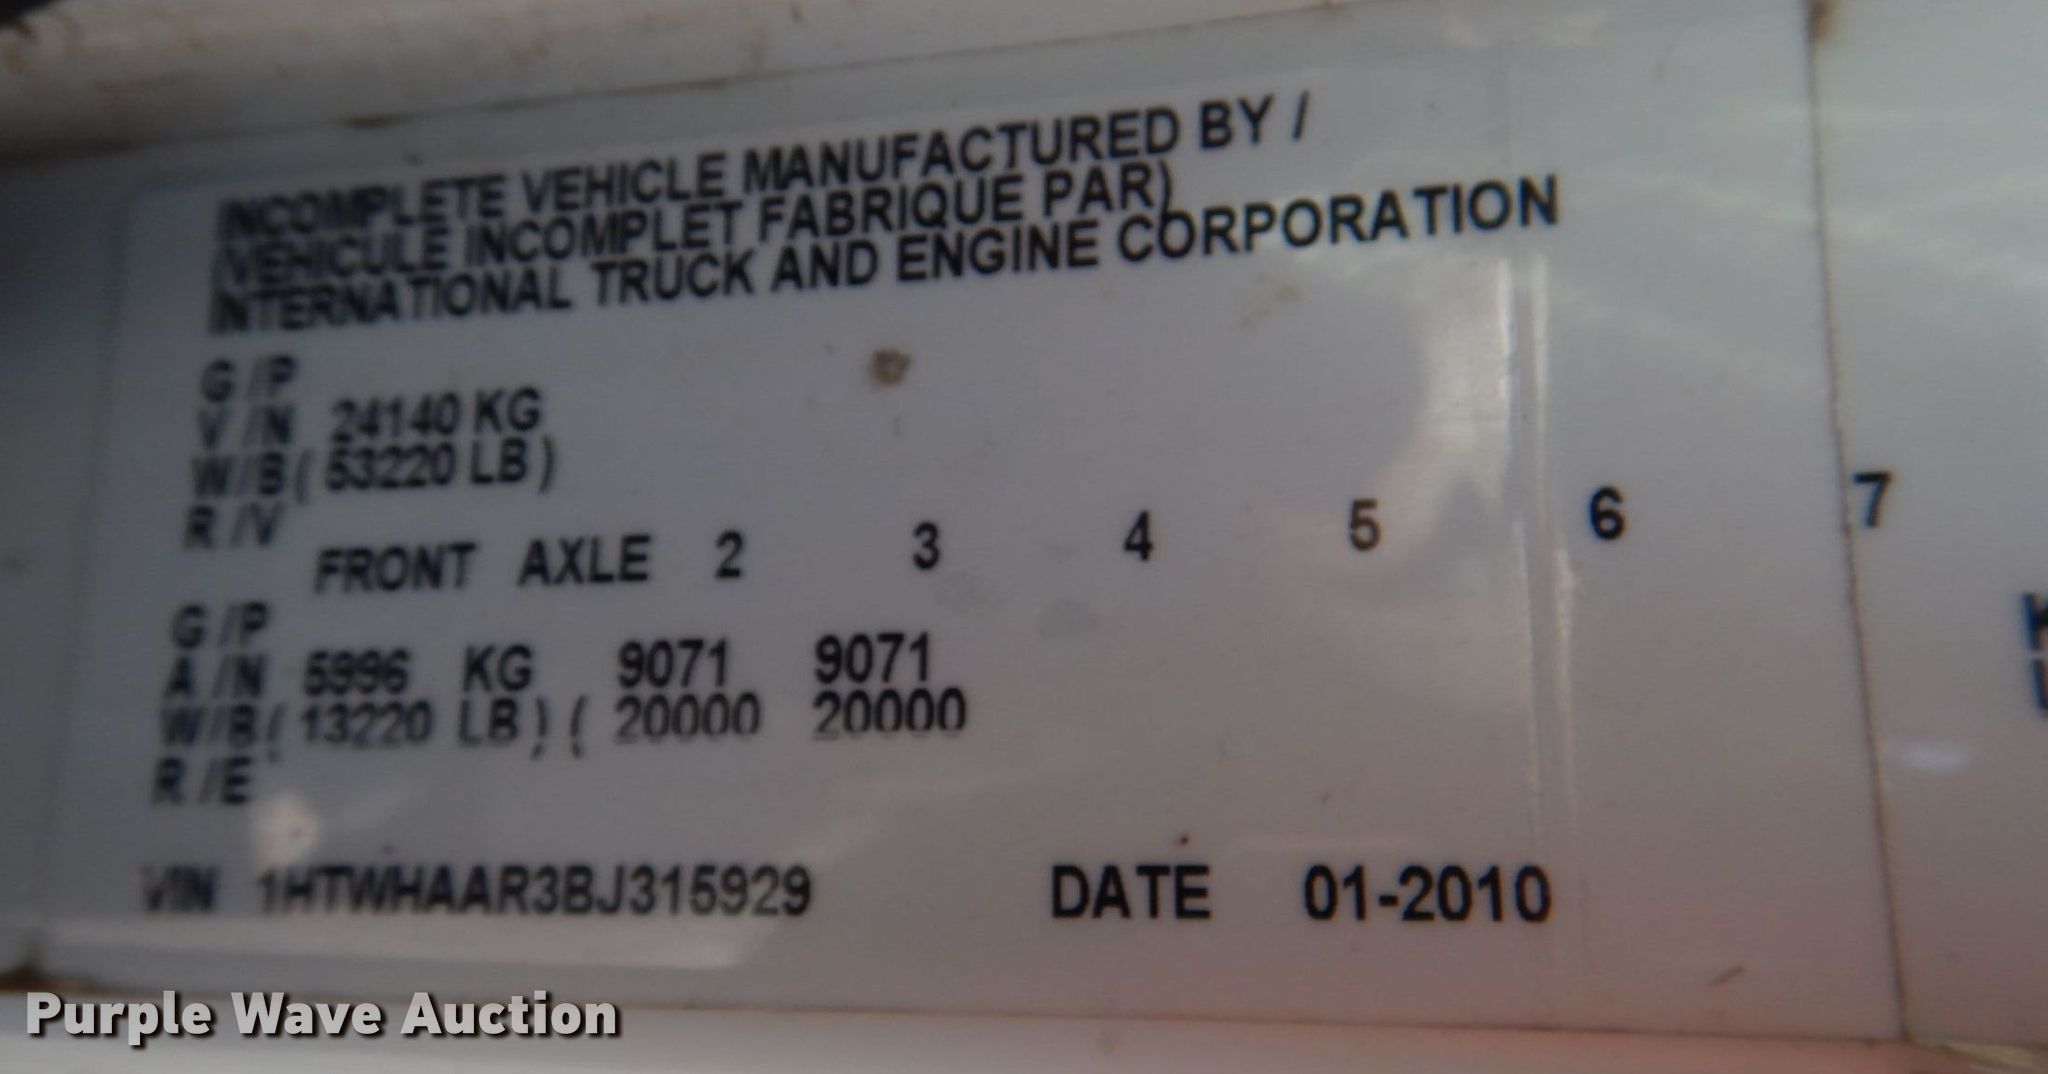 INCOMPLETE VEHICLE MANUFACTURED BY /
(VEHICULE INCOMPLET FABRIQUE PAR)
INTERNATIONAL TRUCK AND ENGINE CORPORATION
G /P
V /N 24140 KG
W/B( 53220 LB )
R /V
FRONT AXLE 2 3 4 5 6 7
G /P
A /N 5996 KG 9071 9071
W/B( 13220 LB ) ( 20000 20000
R /E
VIN 1HTWHAAR3BJ315929 DATE 01-2010
Purple Wave Auction